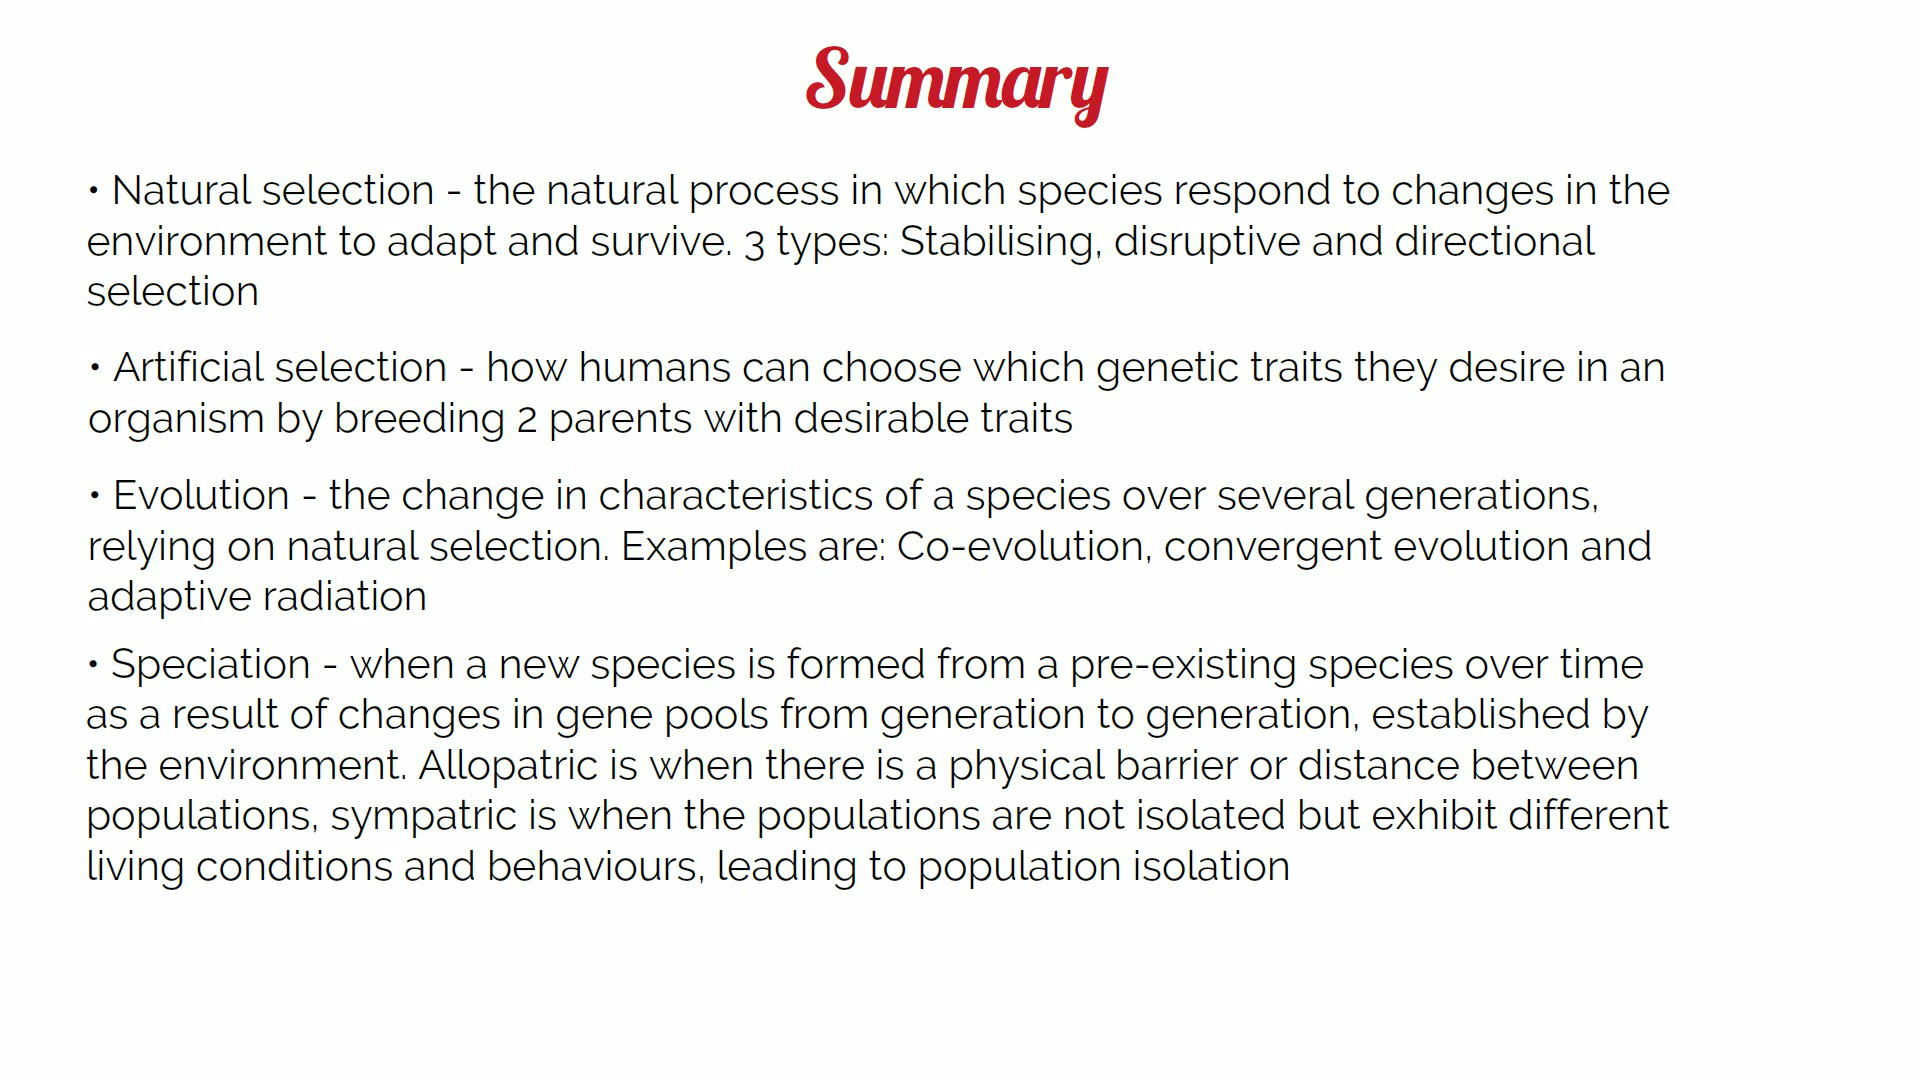 Summary
• Natural selection - the natural process in which species respond to changes in the
environment to adapt and survive. 3 types: Stabilising, disruptive and directional
selection
• Artificial selection - how humans can choose which genetic traits they desire in an
organism by breeding 2 parents with desirable traits
• Evolution - the change in characteristics of a species over several generations,
relying on natural selection. Examples are: Co-evolution, convergent evolution and
adaptive radiation
• Speciation - when a new species is formed from a pre-existing species over time
as a result of changes in gene pools from generation to generation, established by
the environment. Allopatric is when there is a physical barrier or distance between
populations, sympatric is when the populations are not isolated but exhibit different
living conditions and behaviours, leading to population isolation